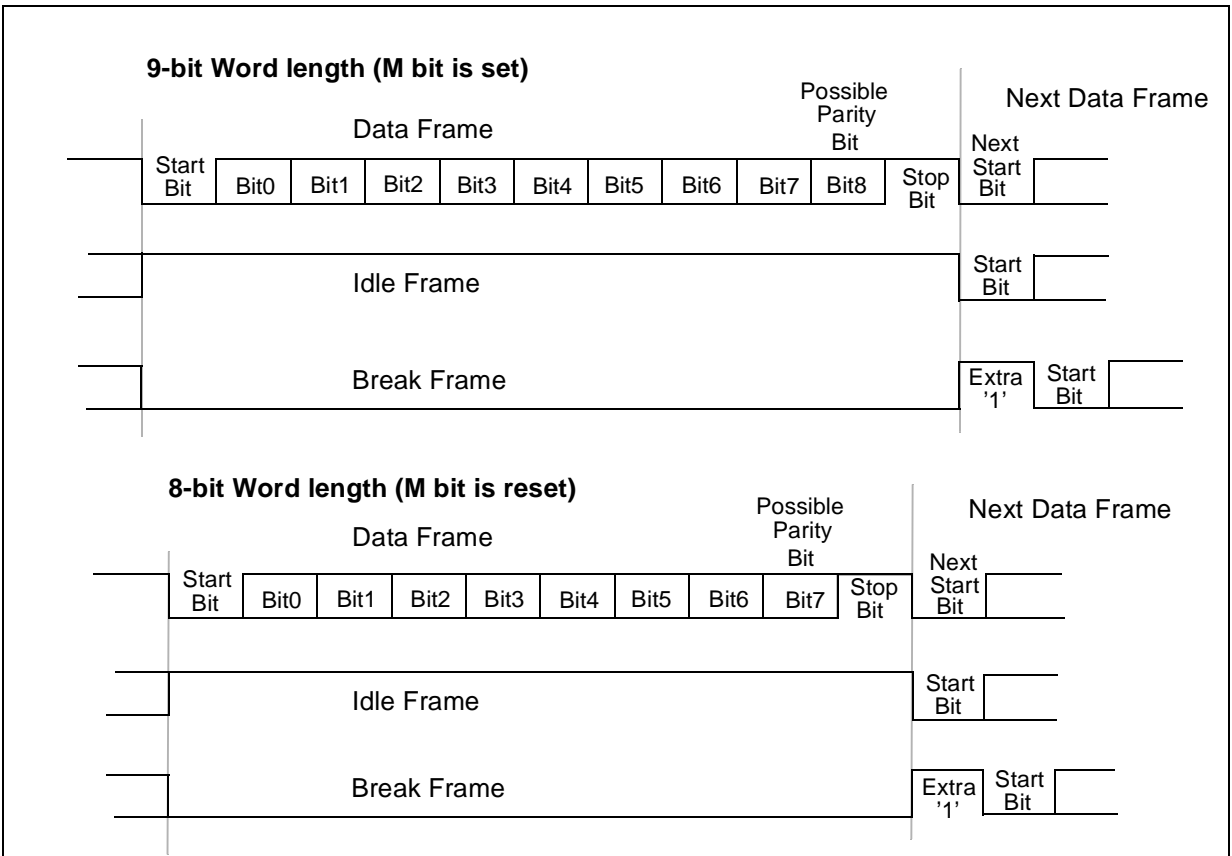 9-bit Word length (M bit is set)
Possible
Parity
Bit
Next Data Frame
Data Frame
Start
Bit
Bit0 Bit1 Bit2 Bit3 Bit4 Bit5 Bit6 Bit7 Bit8
Stop
Bit
Next
Start
Bit
Idle Frame
Start
Bit
Break Frame
Extra
'1'
Start
Bit
8-bit Word length (M bit is reset)
Possible
Parity
Bit
Next Data Frame
Data Frame
Start
Bit
Bit0 Bit1 Bit2 Bit3 Bit4 Bit5 Bit6 Bit7
Stop
Bit
Next
Start
Bit
Idle Frame
Start
Bit
Break Frame
Extra
'1'
Start
Bit